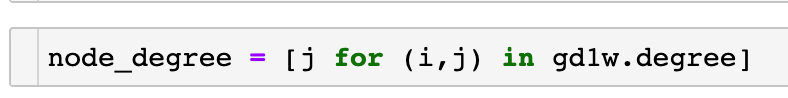 node_degree = [j for (i,j) in gd1w.degree]